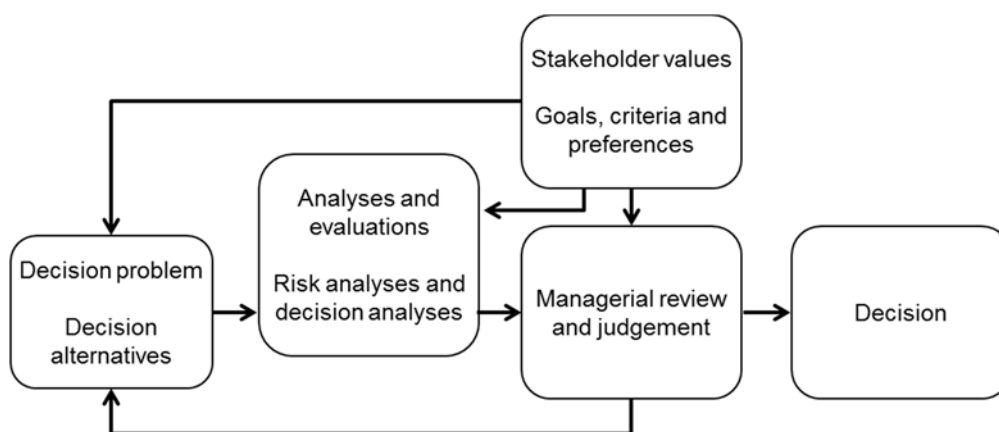 Stakeholder values
Goals, criteria and
preferences
Analyses and
evaluations
Risk analyses and
decision analyses
Decision problem
Decision
alternatives
Managerial review
and judgement
Decision